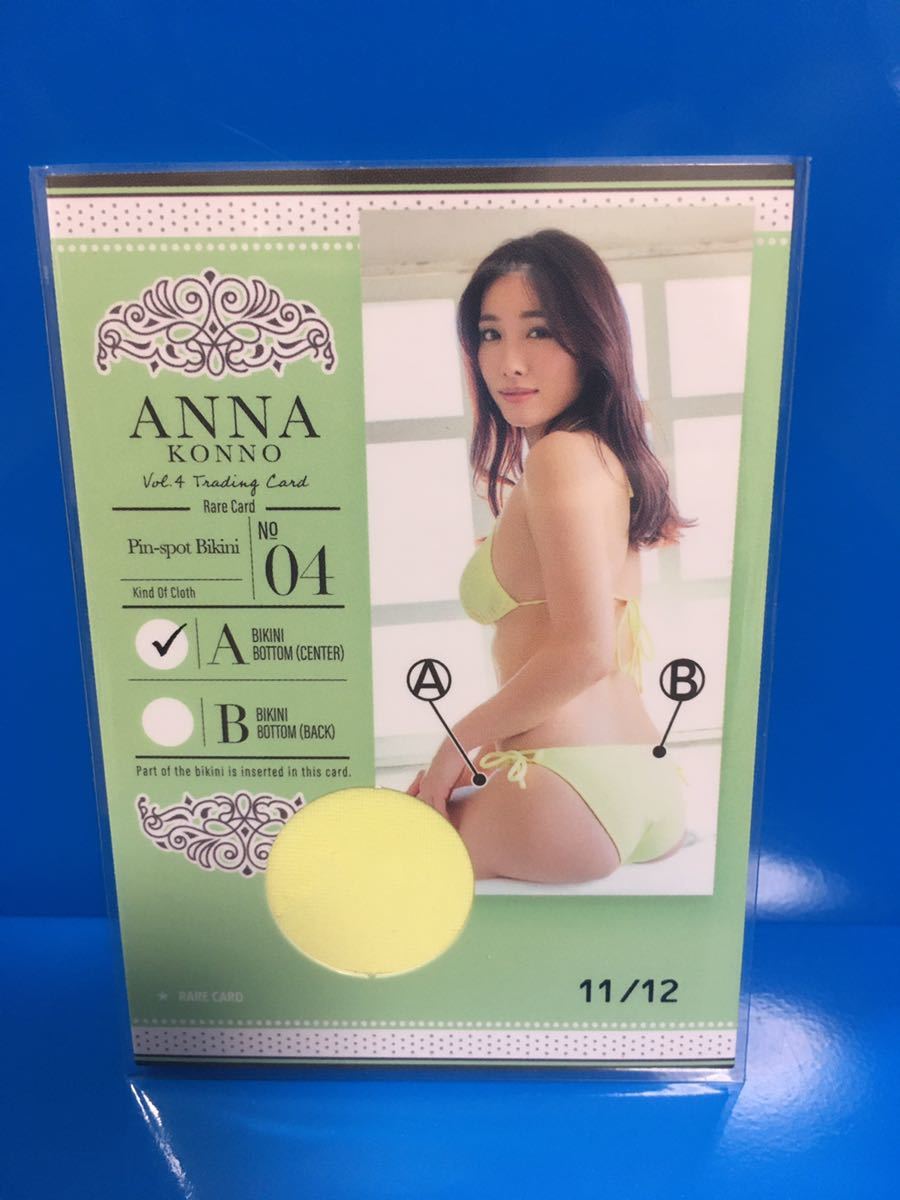 ANNA
KONNO
Vol.4 Trading Card
Rare Card
Pin-spot Bikini
Kind Of Cloth
No
04
A BIKINI
BOTTOM (CENTER)
B BIKINI
BOTTOM (BACK)
Part of the bikini is inserted in this card.
A
B
★ RARE CARD
11/12